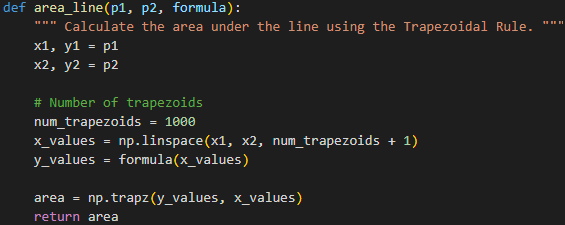 def area_line(p1, p2, formula):
    """ Calculate the area under the line using the Trapezoidal Rule. """
    x1, y1 = p1
    x2, y2 = p2

    # Number of trapezoids
    num_trapezoids = 1000
    x_values = np.linspace(x1, x2, num_trapezoids + 1)
    y_values = formula(x_values)

    area = np.trapz(y_values, x_values)
    return area